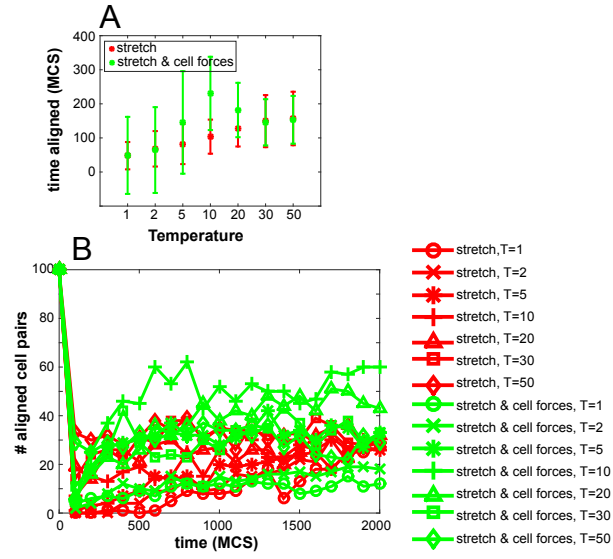 A
time aligned (MCS)
400
300
200
100
0
stretch
stretch & cell forces
1 2 5 10 20 30 50
Temperature
B
# aligned cell pairs
100
80
60
40
20
0
0 500 1000 1500 2000
time (MCS)
stretch,T=1
stretch, T=2
stretch, T=5
stretch, T=10
stretch, T=20
stretch, T=30
stretch, T=50
stretch & cell forces, T=1
stretch & cell forces, T=2
stretch & cell forces, T=5
stretch & cell forces, T=10
stretch & cell forces, T=20
stretch & cell forces, T=30
stretch & cell forces, T=50